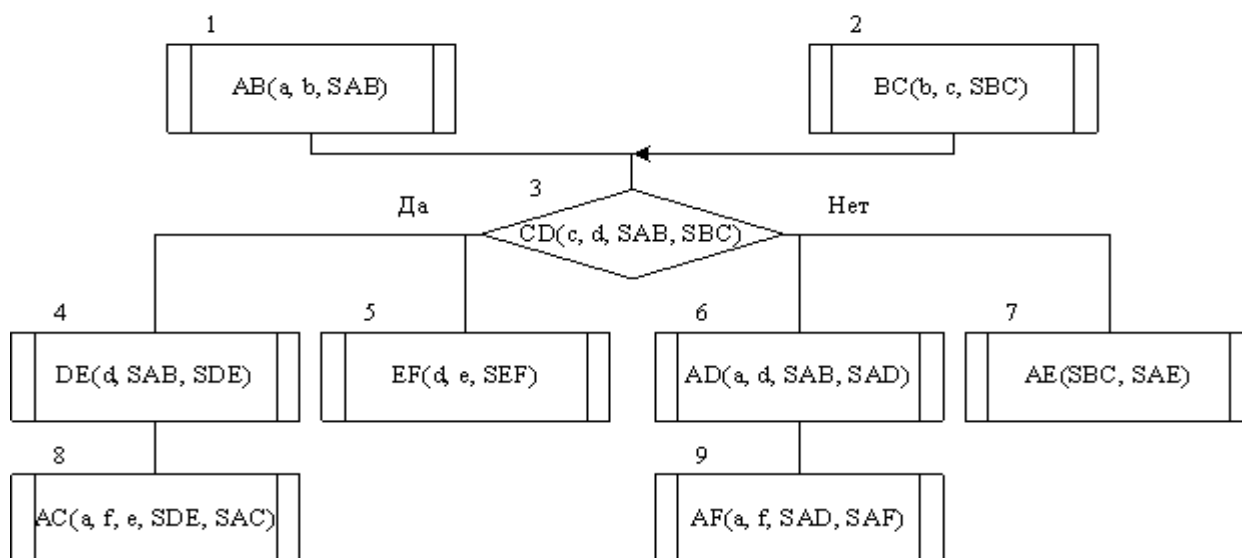 1
2
AB(a, b, SAB)
BC(b, c, SBC)
3
Да
Нет
CD(c, d, SAB, SBC)
4
5
6
7
DE(d, SAB, SDE)
EF(d, e, SEF)
AD(a, d, SAB, SAD)
AE(SBC, SAE)
8
9
AC(a, f, e, SDE, SAC)
AF(a, f, SAD, SAF)